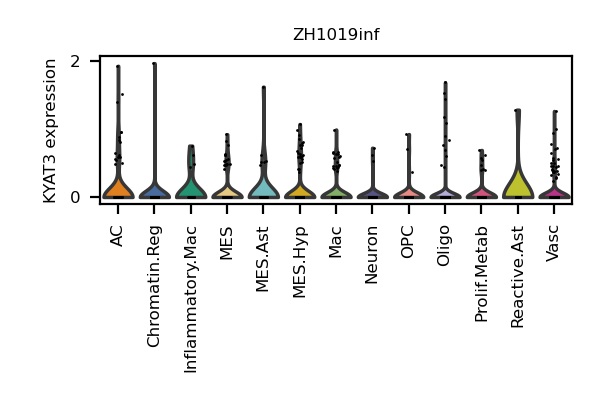 ZH1019inf
KYAT3 expression
2
0
AC
Chromatin.Reg
Inflammatory.Mac
MES
MES.Ast
MES.Hyp
Mac
Neuron
OPC
Oligo
Prolif.Metab
Reactive.Ast
Vasc